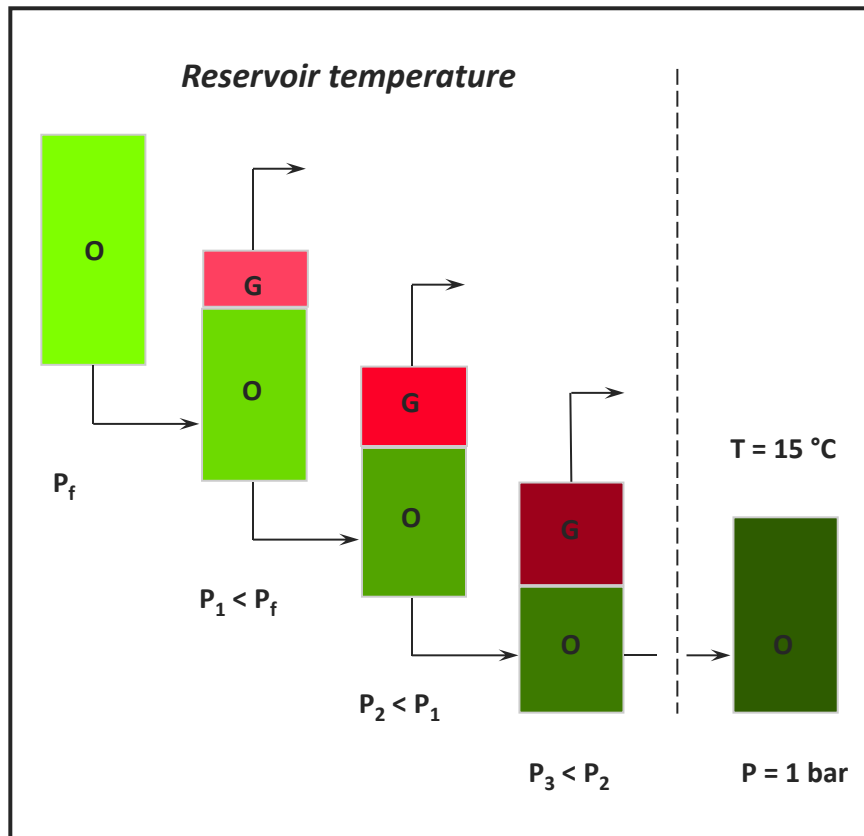 Reservoir temperature
O
G
O
P_f
G
O
P_1 < P_f
G
O
P_2 < P_1
P_3 < P_2
T = 15 °C
O
P = 1 bar